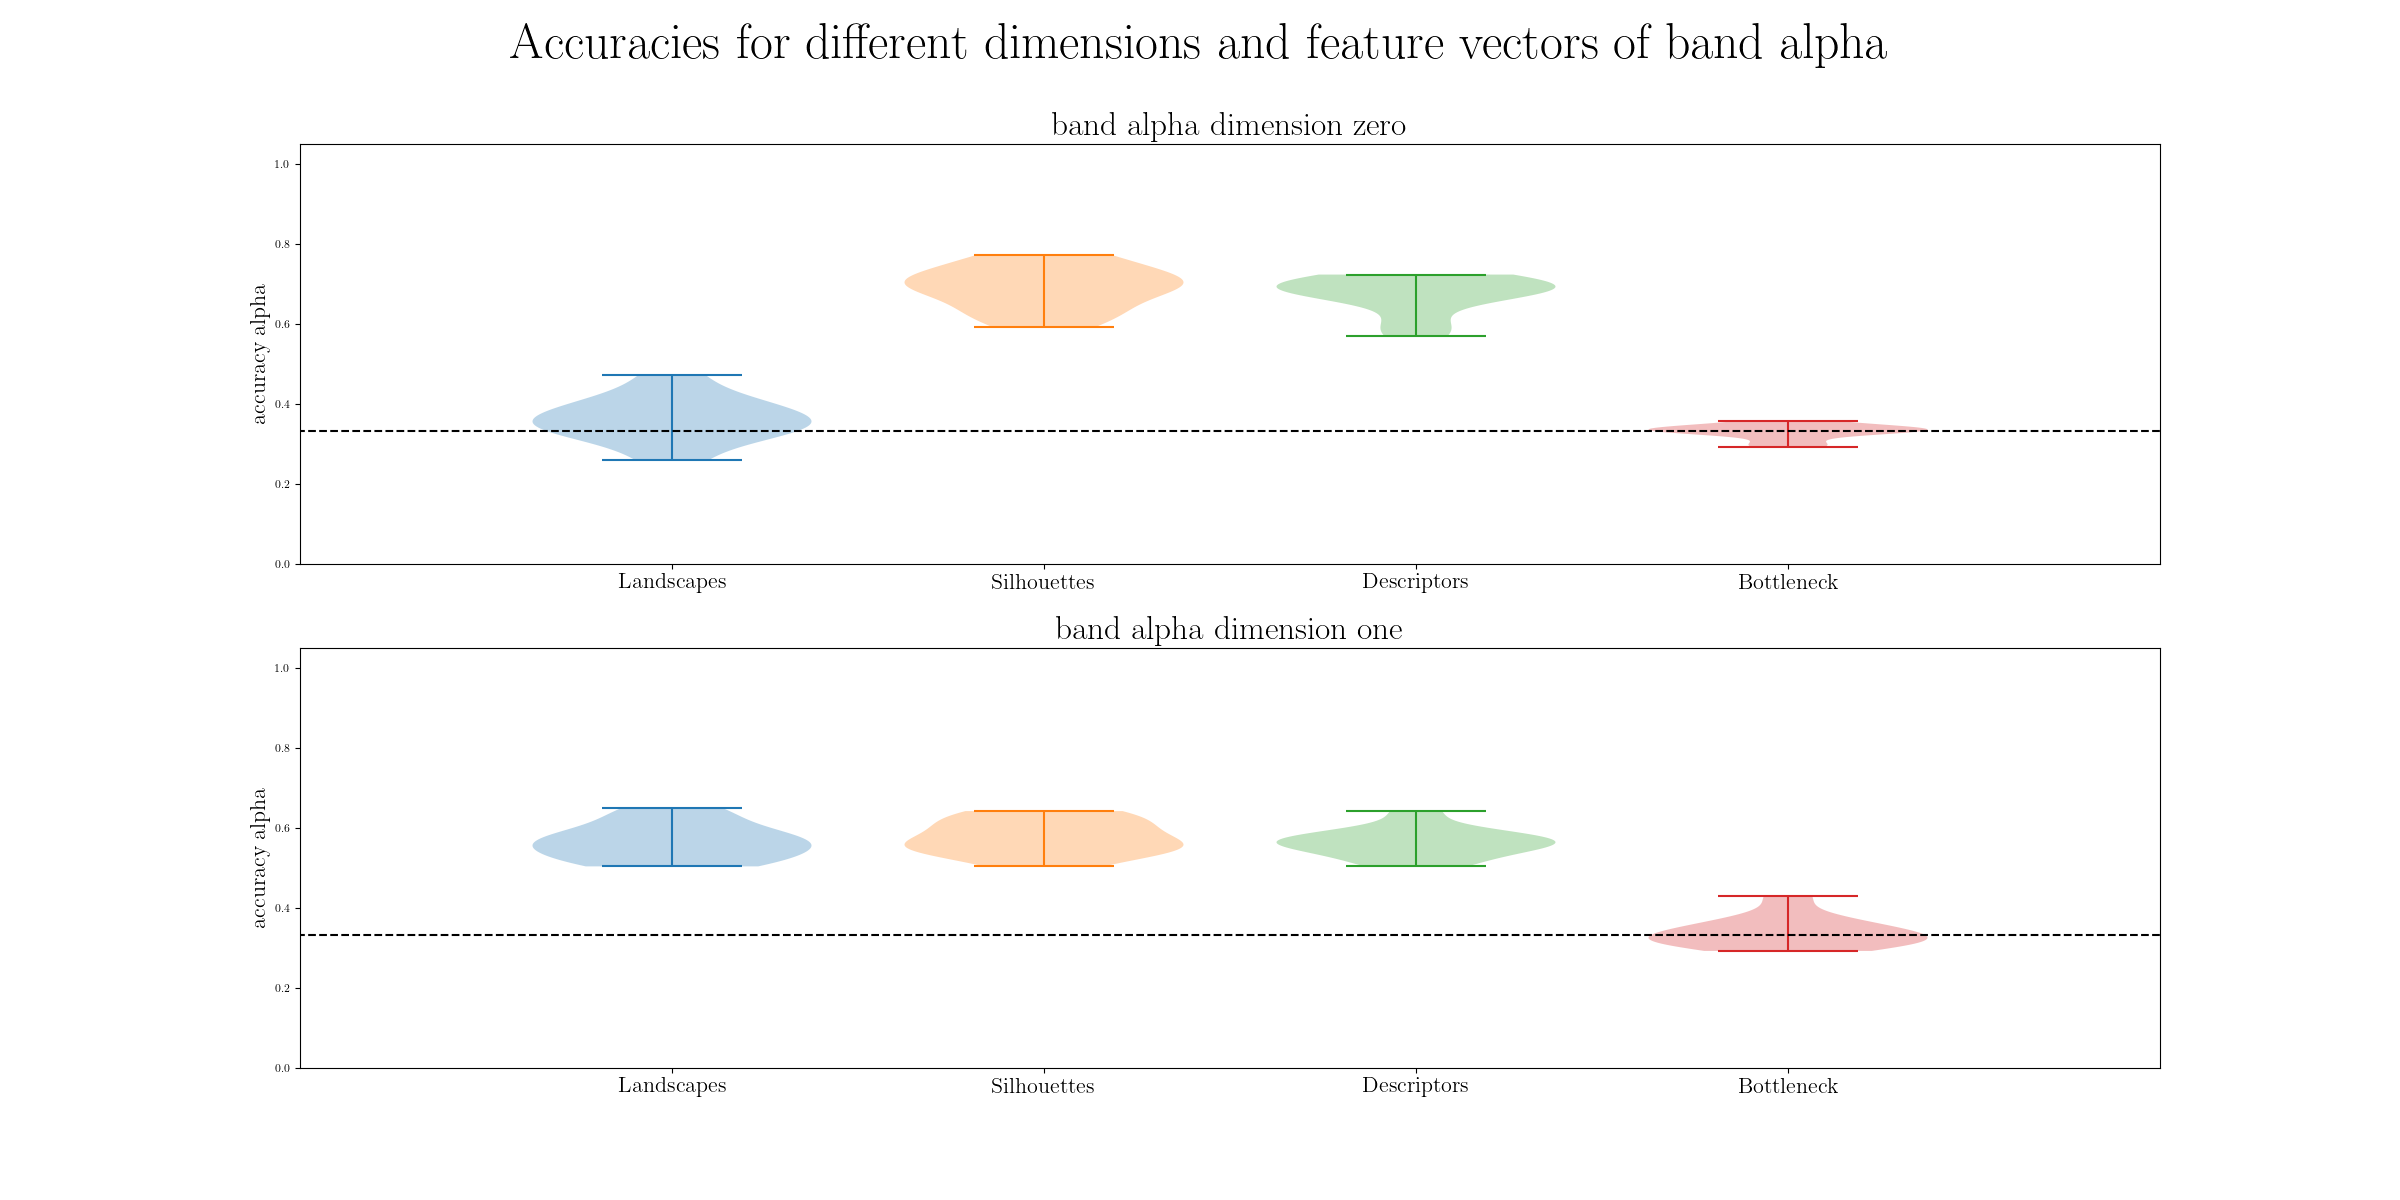 Accuracies for different dimensions and feature vectors of band alpha
band alpha dimension zero
1.0
0.8
0.6
0.4
0.2
0.0
accuracy alpha
Landscapes Silhouettes Descriptors Bottleneck
band alpha dimension one
1.0
0.8
0.6
0.4
0.2
0.0
accuracy alpha
Landscapes Silhouettes Descriptors Bottleneck